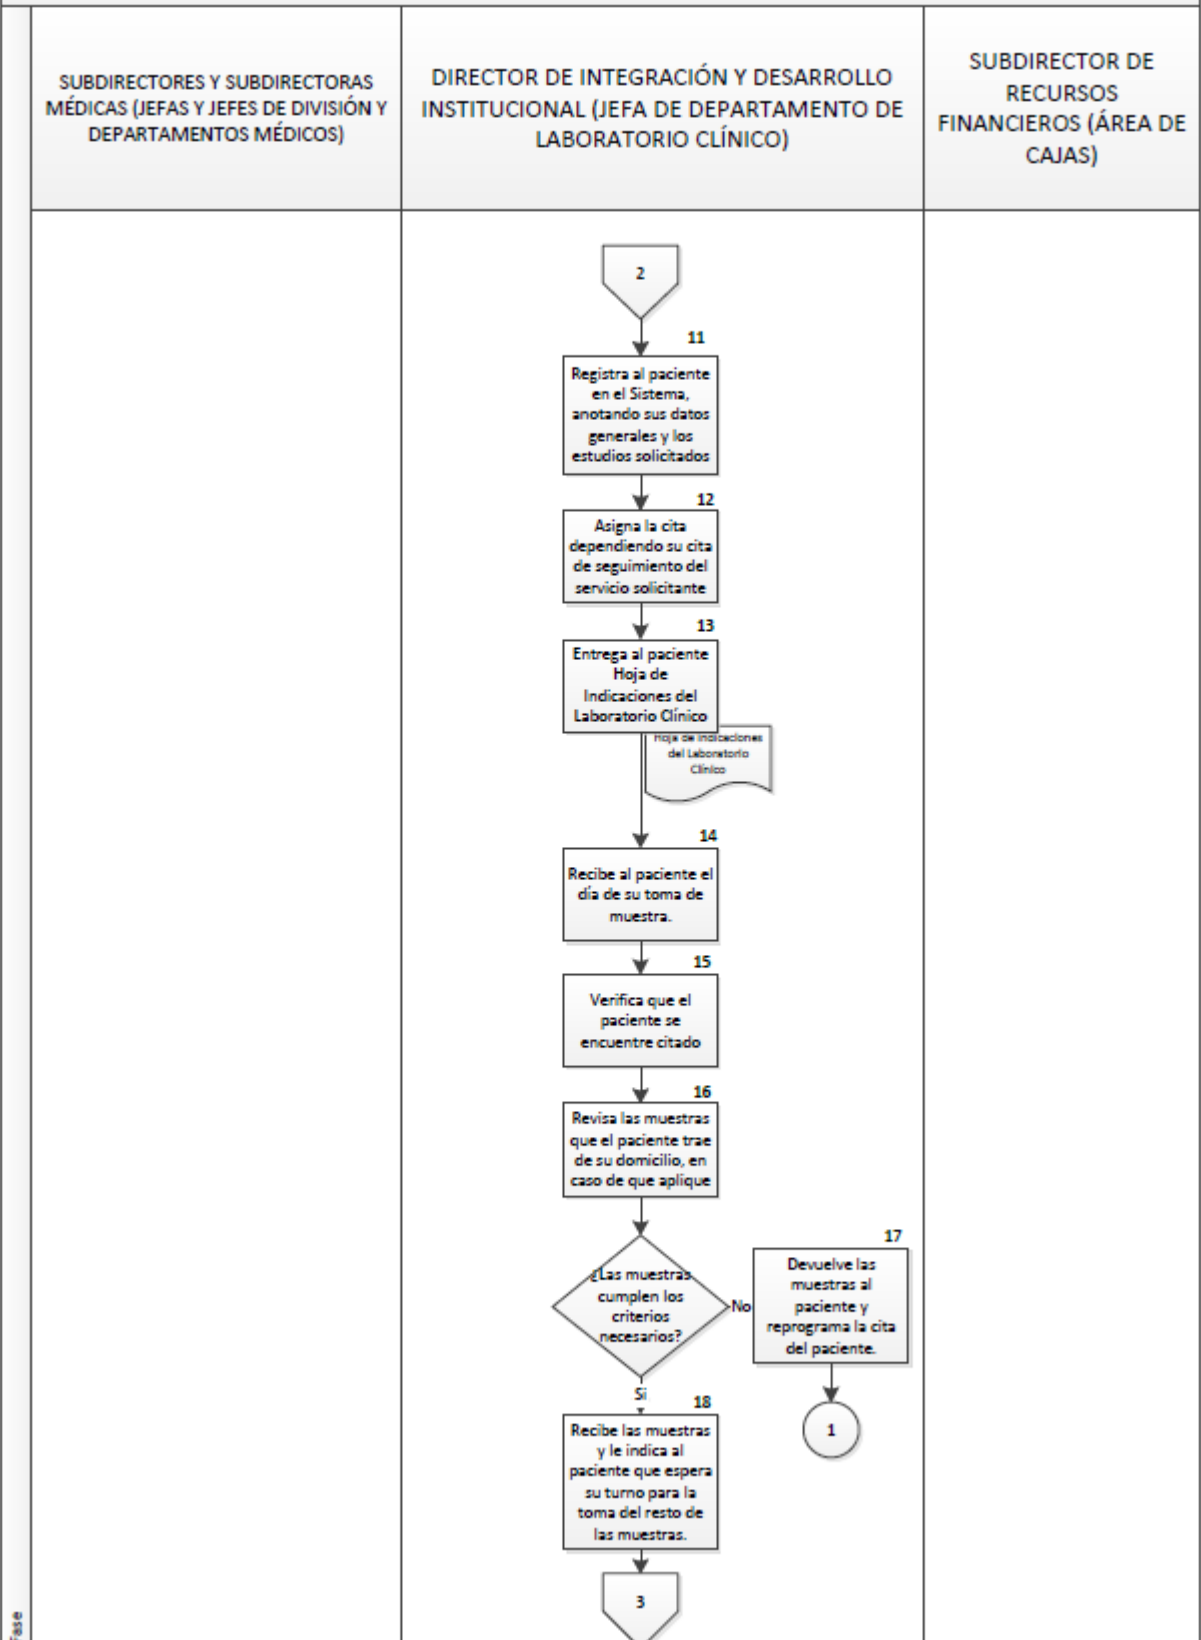 SUBDIRECTORES Y SUBDIRECTORAS
MÉDICAS (JEFAS Y JEFES DE DIVISIÓN Y
DEPARTAMENTOS MÉDICOS)
DIRECTOR DE INTEGRACIÓN Y DESARROLLO
INSTITUCIONAL (JEFA DE DEPARTAMENTO DE
LABORATORIO CLÍNICO)
SUBDIRECTOR DE
RECURSOS
FINANCIEROS (ÁREA DE
CAJAS)
2
11
Registra al paciente
en el Sistema,
anotando sus datos
generales y los
estudios solicitados
12
Asigna la cita
dependiendo su cita
de seguimiento del
servicio solicitante
13
Entrega al paciente
Hoja de
Indicaciones del
Laboratorio Clínico
Hoja de Indicaciones
del Laboratorio
Clínico
14
Recibe al paciente el
día de su toma de
muestra.
15
Verifica que el
paciente se
encuentre citado
16
Revisa las muestras
que el paciente trae
de su domicilio, en
caso de que aplique
¿Las muestras
cumplen los
criterios
necesarios?
No
17
Devuelve las
muestras al
paciente y
reprograma la cita
del paciente.
1
Si
18
Recibe las muestras
y le indica al
paciente que espera
su turno para la
toma del resto de
las muestras.
3
Fase